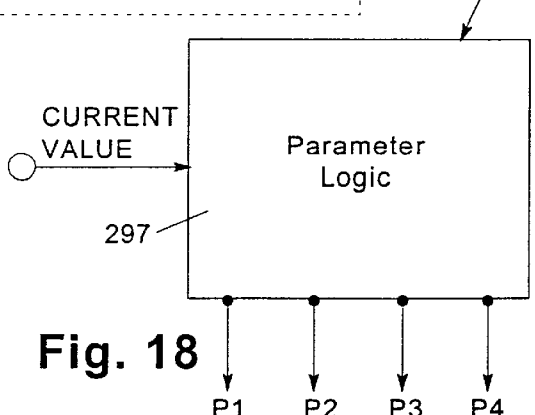 CURRENT
VALUE
Parameter
Logic
297
Fig. 18
P1 P2 P3 P4